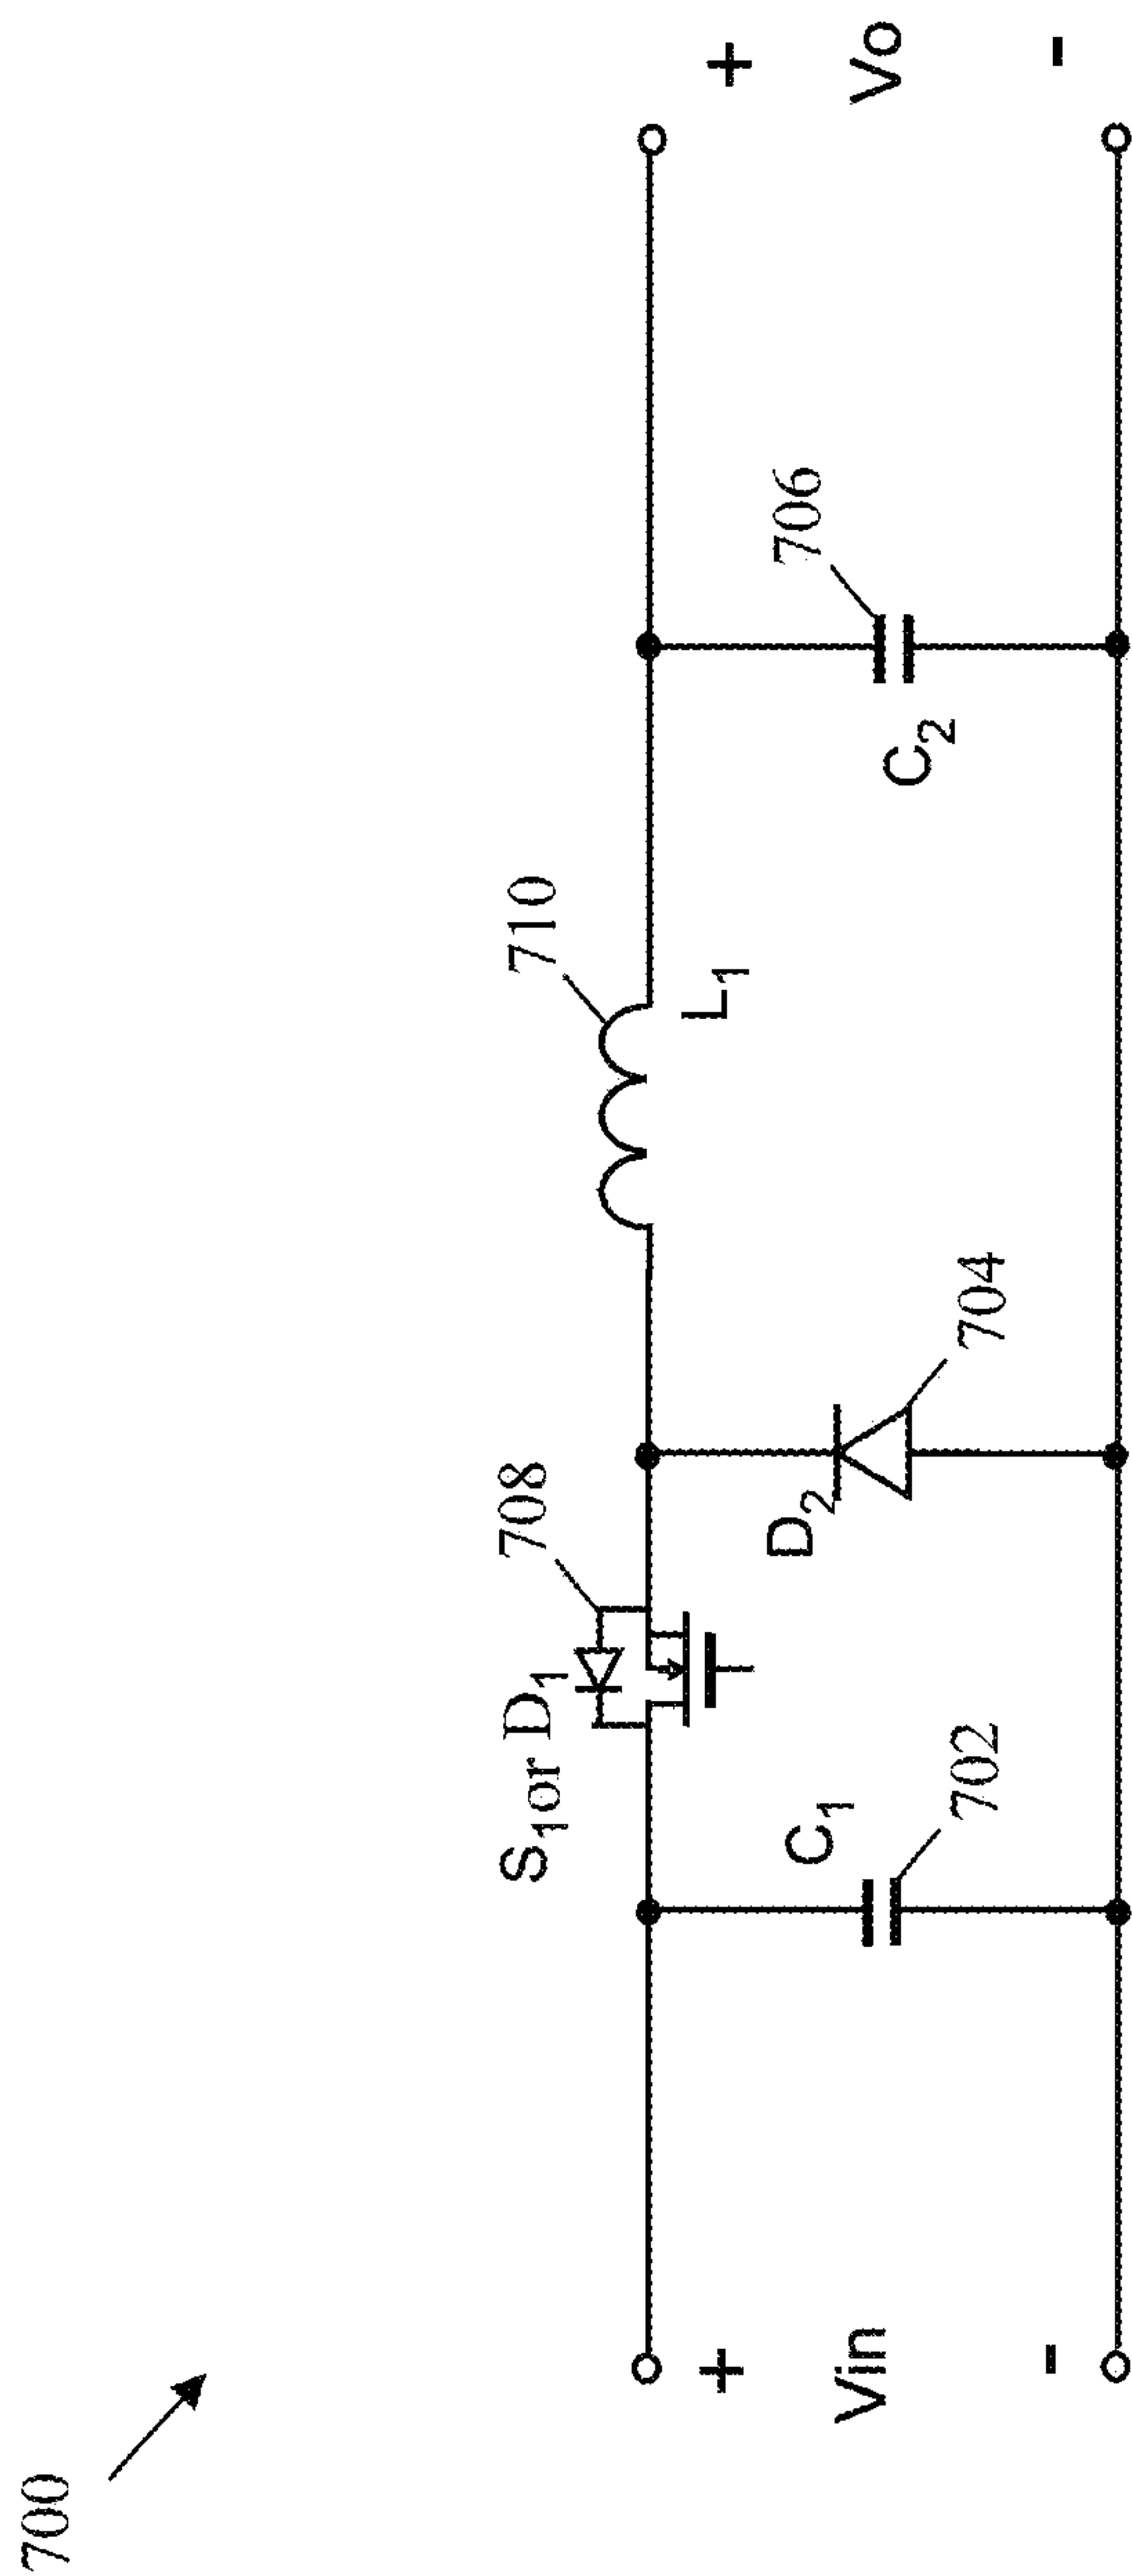 700
S₁or D₁
708
710
L₁
+
Vin
-
C₁
702
D₂
704
C₂
706
+
Vo
-